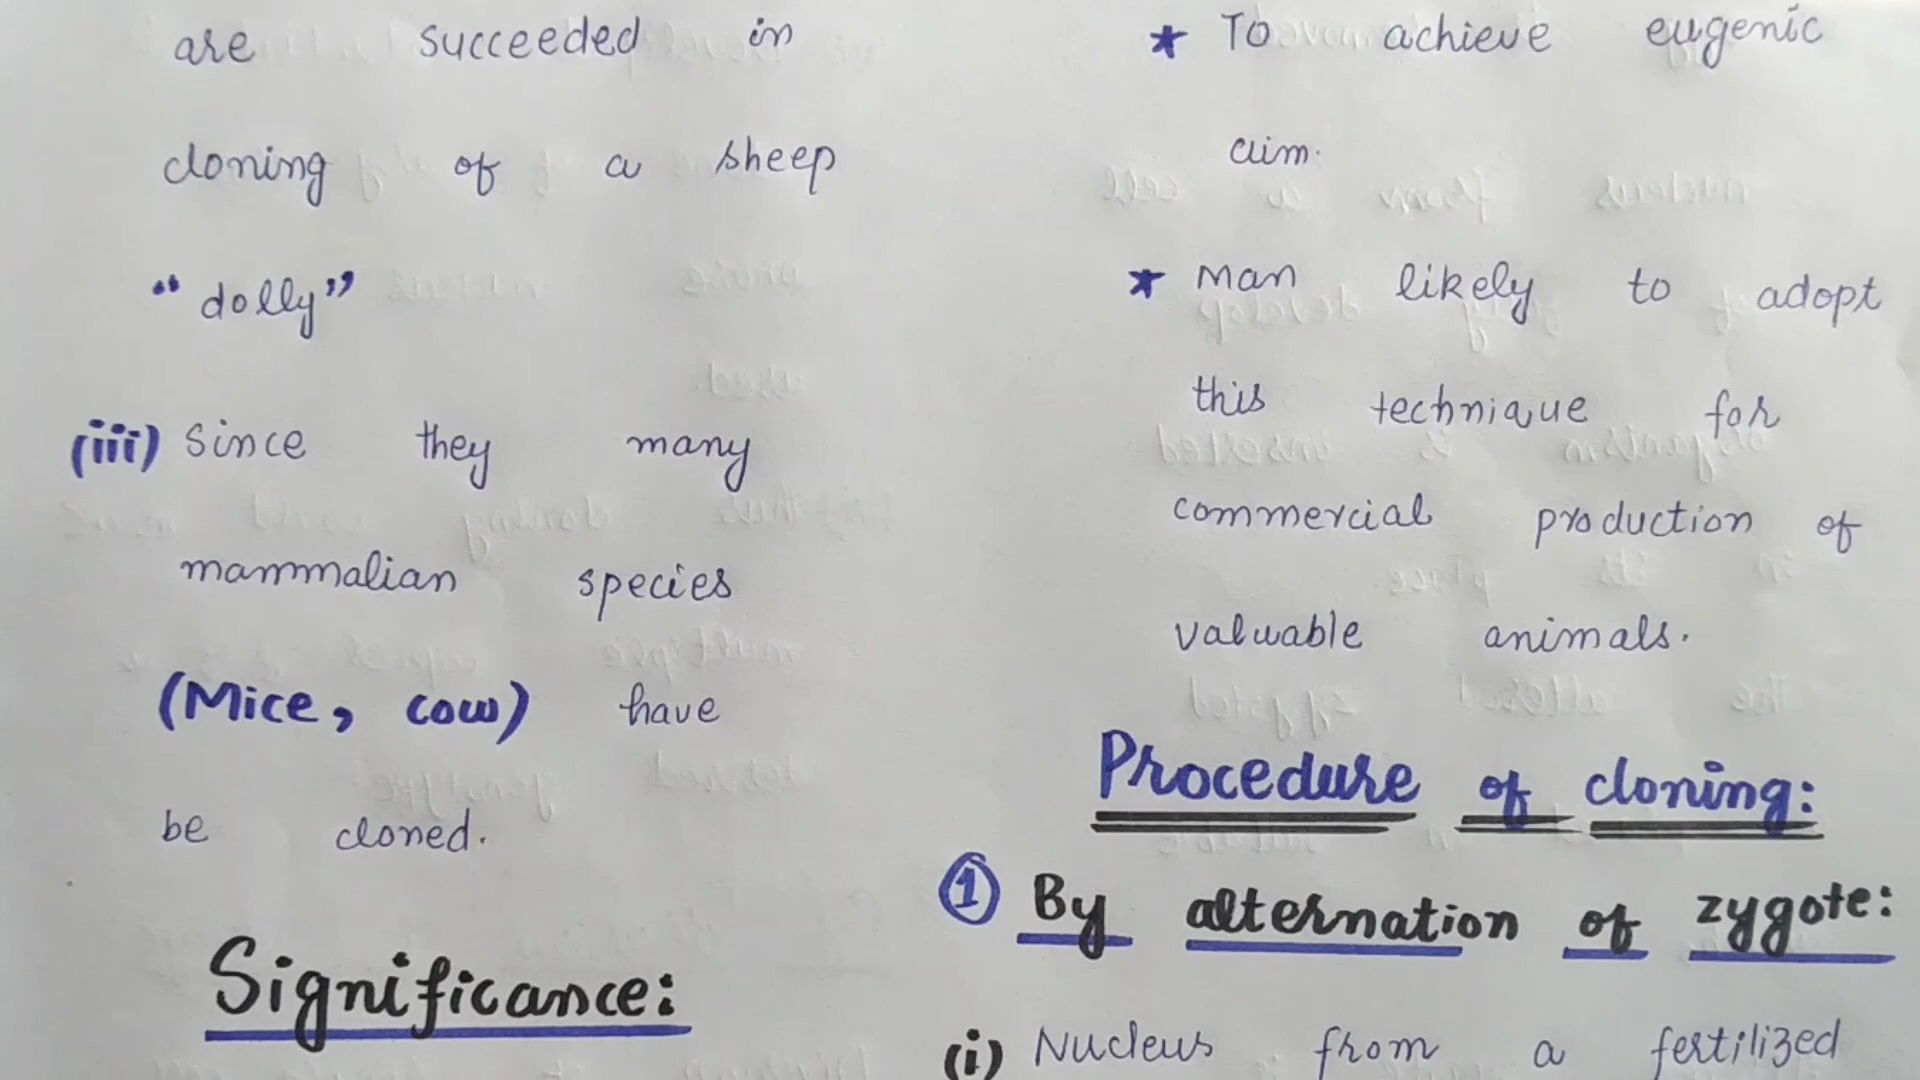 are succeeded in
cloning of a sheep
"dolly"
(iii) Since they many
mammalian species
(Mice, cow) have
be cloned.
Significance:
★ To achieve eugenic
aim.
★ Man likely to adopt
this technique for
commercial production of
valuable animals.
Procedure of cloning:
① By alternation of zygote:
(i) Nucleus from a fertilized